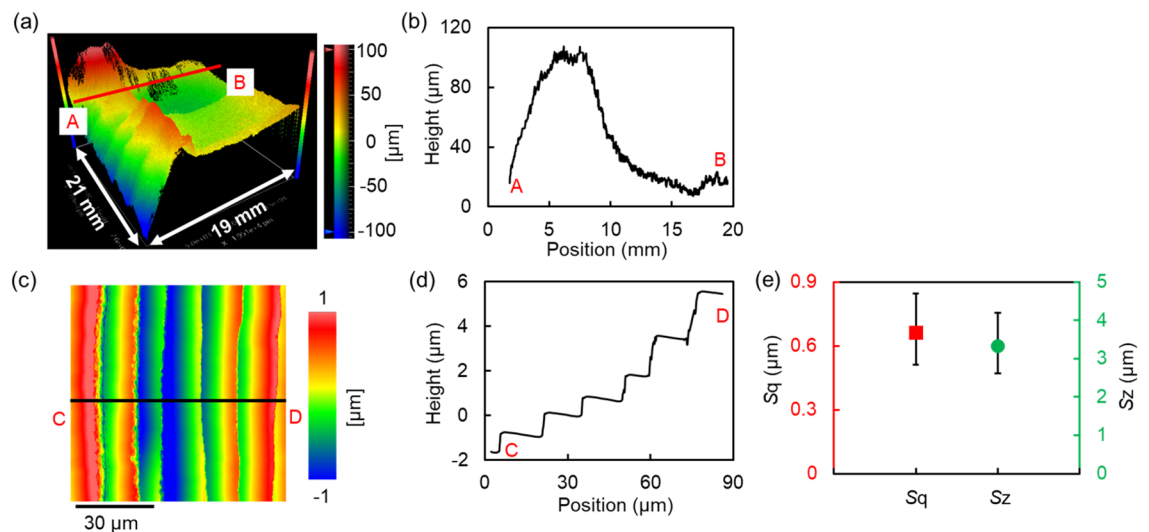 (a)
A
B
21 mm
19 mm
100
50
0
-50
-100
[µm]
(b)
120
80
40
0
Height (µm)
A
B
0
5
10
15
20
Position (mm)
(c)
C
D
30 µm
1
-1
[µm]
(d)
6
4
2
0
-2
Height (µm)
C
D
0
30
60
90
Position (µm)
(e)
0.9
0.6
0.3
0
Sq (µm)
5
4
3
2
1
0
Sz (µm)
Sq
Sz